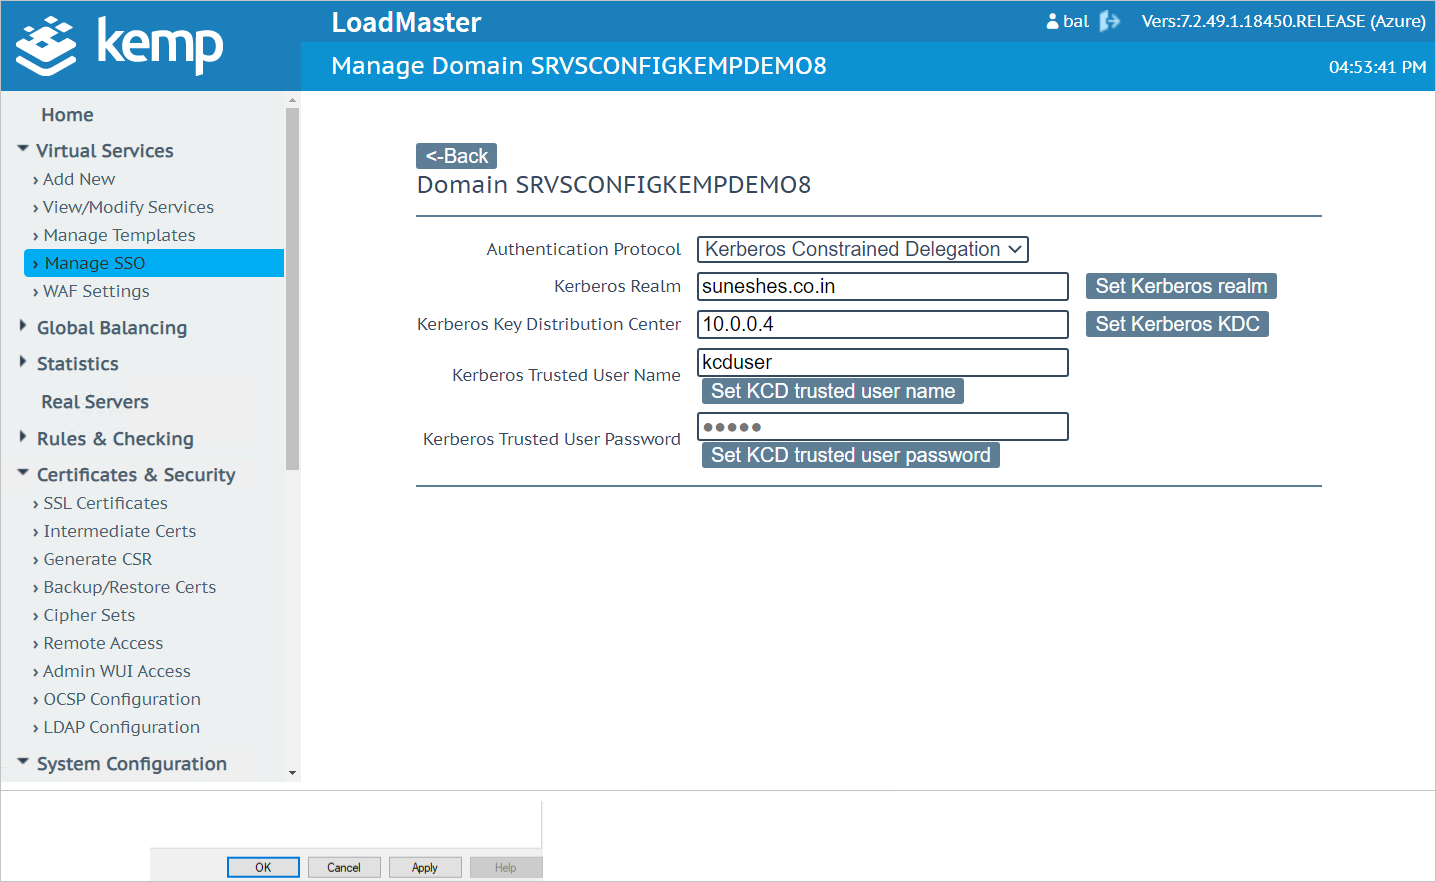 kemp
LoadMaster
bal
Vers:7.2.49.1.18450.RELEASE (Azure)
Manage Domain SRVSCONFIGKEMPDEMO8
04:53:41 PM
Home
Virtual Services
› Add New
› View/Modify Services
› Manage Templates
› Manage SSO
› WAF Settings
Global Balancing
Statistics
Real Servers
Rules & Checking
Certificates & Security
› SSL Certificates
› Intermediate Certs
› Generate CSR
› Backup/Restore Certs
› Cipher Sets
› Remote Access
› Admin WUI Access
› OCSP Configuration
› LDAP Configuration
System Configuration
<-Back
Domain SRVSCONFIGKEMPDEMO8
Authentication Protocol Kerberos Constrained Delegation
Kerberos Realm suneshes.co.in Set Kerberos realm
Kerberos Key Distribution Center 10.0.0.4 Set Kerberos KDC
Kerberos Trusted User Name kcduser
Set KCD trusted user name
Kerberos Trusted User Password ●●●●●
Set KCD trusted user password
OK Cancel Apply Help